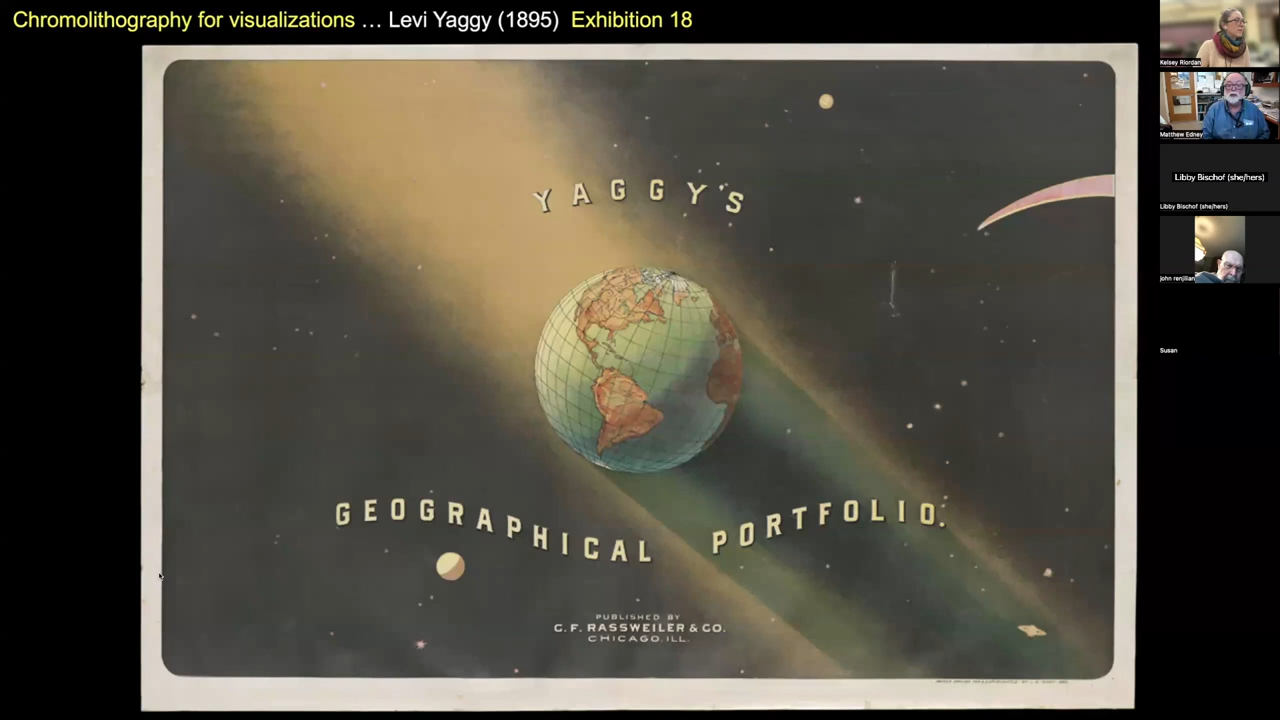 Chromolithography for visualizations … Levi Yaggy (1895) Exhibition 18
YAGGY'S
GEOGRAPHICAL PORTFOLIO.
PUBLISHED BY
C. F. RASSWEILER & CO.
CHICAGO, ILL.
Kelsey Riordan
Matthew Edney
Libby Bischof (she/hers)
Libby Bischof (she/hers)
john renjilian
Susan